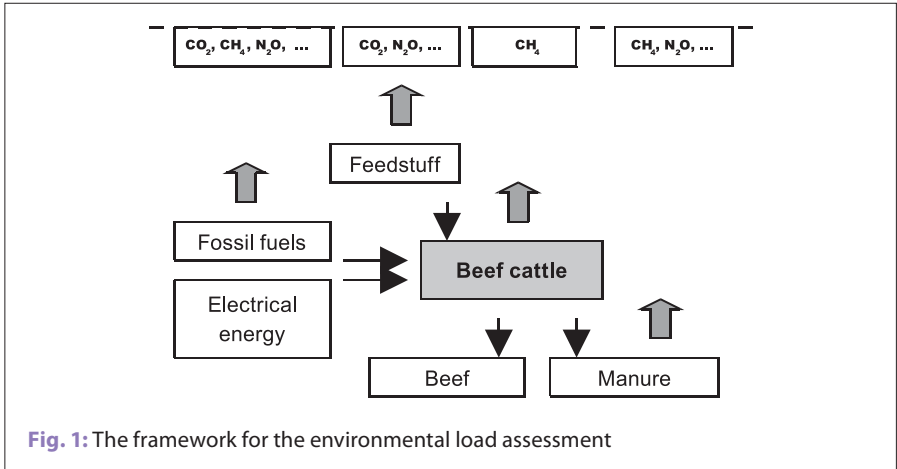 CO₂, CH₄, N₂O, ...
CO₂, N₂O, ...
CH₄
CH₄, N₂O, ...
Feedstuff
Fossil fuels
Beef cattle
Electrical
energy
Beef
Manure
Fig. 1: The framework for the environmental load assessment